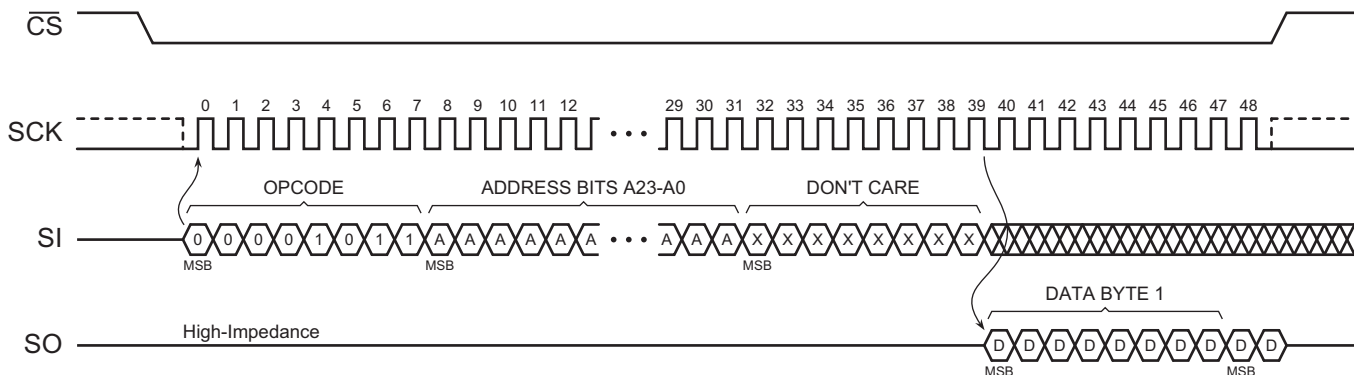 CS
0 1 2 3 4 5 6 7 8 9 10 11 12 29 30 31 32 33 34 35 36 37 38 39 40 41 42 43 44 45 46 47 48
SCK
OPCODE ADDRESS BITS A23-A0 DON'T CARE
SI 0 0 0 0 1 0 1 1 A A A A A A A A A X X X X X X X X
MSB MSB MSB
DATA BYTE 1
High-Impedance
SO D D D D D D D D D D
MSB MSB